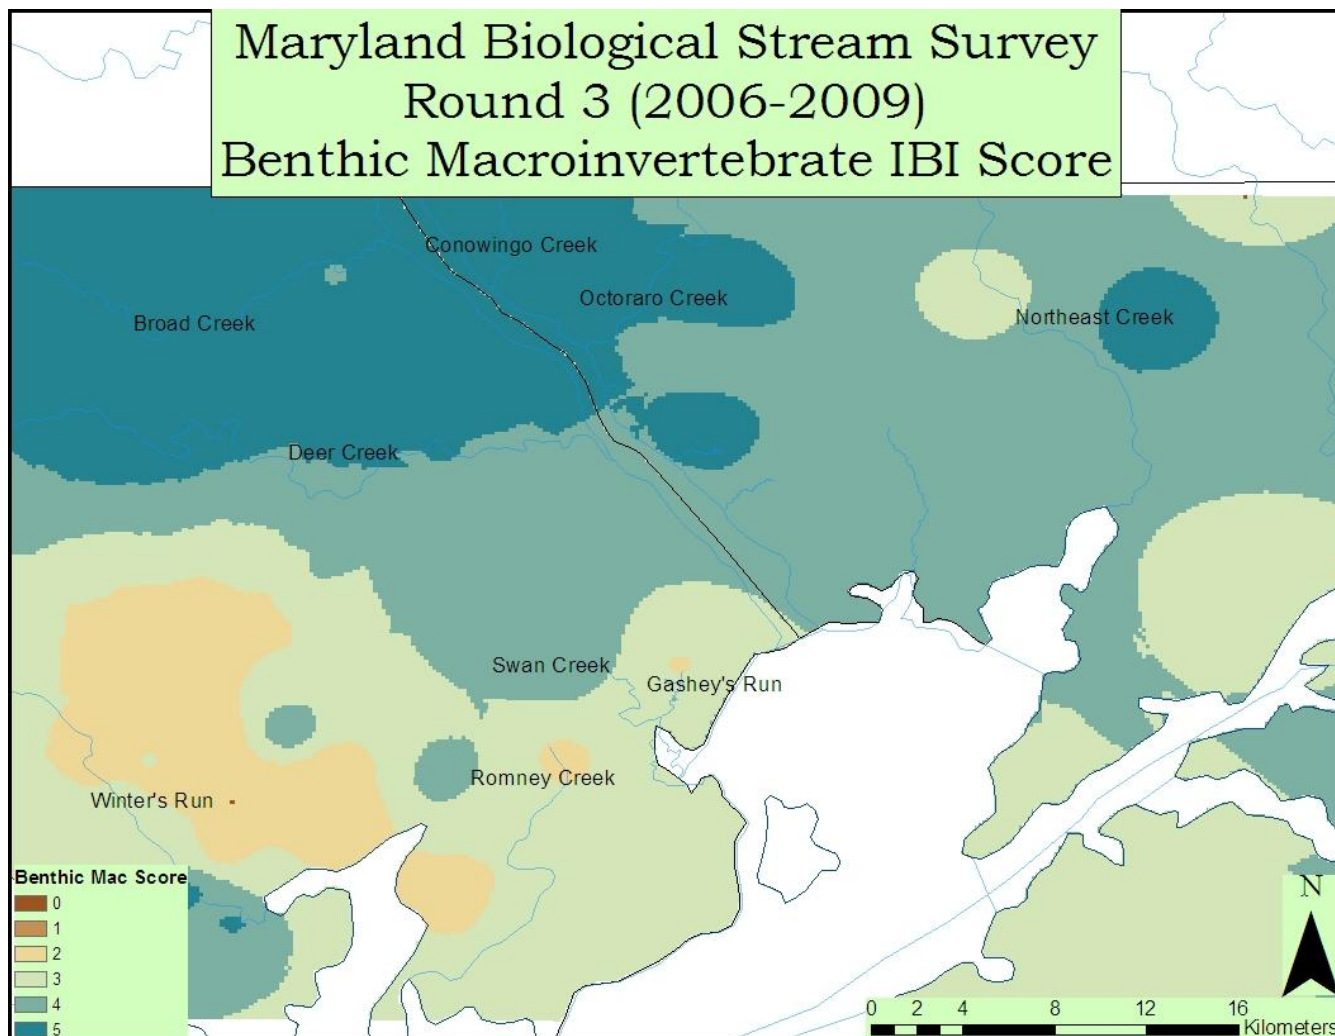 Maryland Biological Stream Survey
Round 3 (2006-2009)
Benthic Macroinvertebrate IBI Score
Conowingo Creek
Octoraro Creek
Broad Creek
Northeast Creek
Deer Creek
Swan Creek
Gashey's Run
Romney Creek
Winter's Run
Benthic Mac Score
0
1
2
3
4
5
N
0 2 4 8 12 16
Kilometers